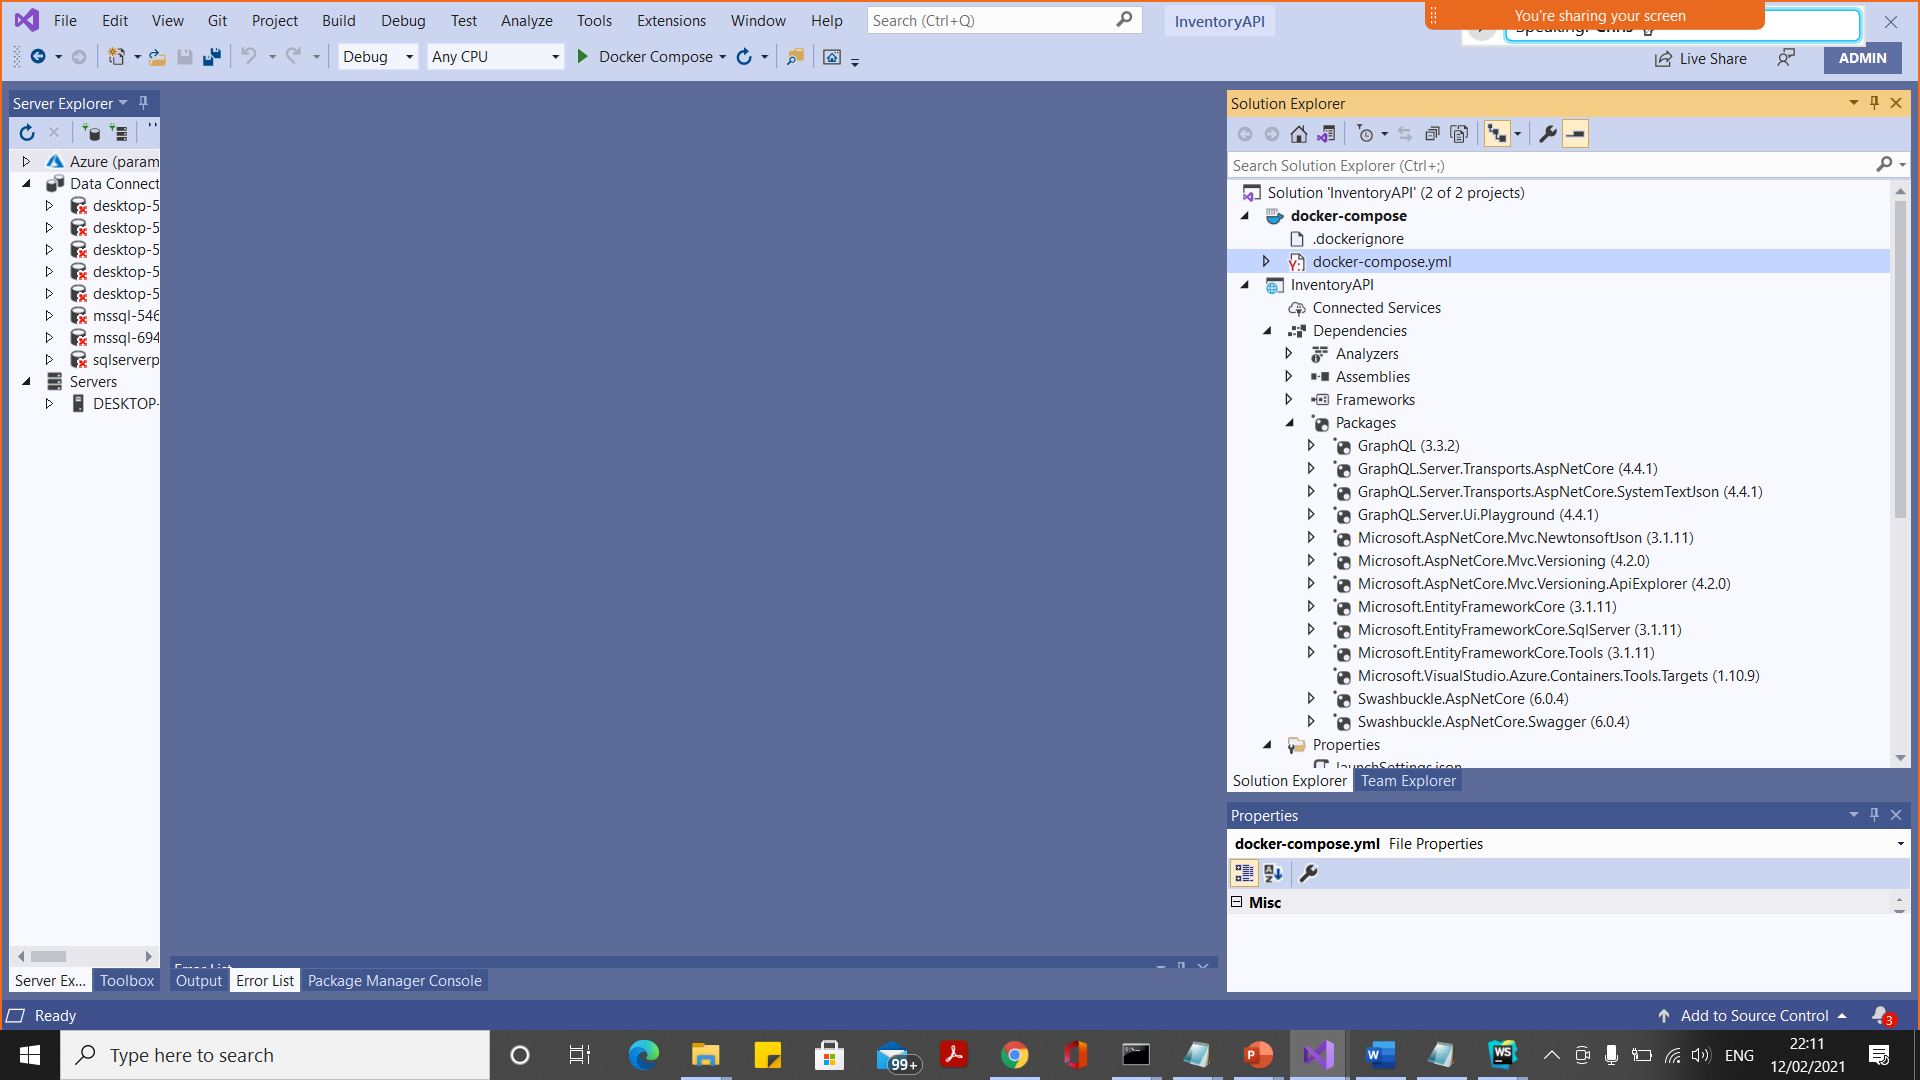 File Edit View Git Project Build Debug Test Analyze Tools Extensions Window Help Search (Ctrl+Q) InventoryAPI
You're sharing your screen
Speaking: Chris
Debug Any CPU Docker Compose
Live Share
ADMIN
Server Explorer
Azure (param
Data Connect
desktop-5
desktop-5
desktop-5
desktop-5
desktop-5
mssql-546
mssql-694
sqlserverp
Servers
DESKTOP-
Server Ex... Toolbox
Error List
Output Error List Package Manager Console
Solution Explorer
Search Solution Explorer (Ctrl+;)
Solution 'InventoryAPI' (2 of 2 projects)
docker-compose
.dockerignore
docker-compose.yml
InventoryAPI
Connected Services
Dependencies
Analyzers
Assemblies
Frameworks
Packages
GraphQL (3.3.2)
GraphQL.Server.Transports.AspNetCore (4.4.1)
GraphQL.Server.Transports.AspNetCore.SystemTextJson (4.4.1)
GraphQL.Server.Ui.Playground (4.4.1)
Microsoft.AspNetCore.Mvc.NewtonsoftJson (3.1.11)
Microsoft.AspNetCore.Mvc.Versioning (4.2.0)
Microsoft.AspNetCore.Mvc.Versioning.ApiExplorer (4.2.0)
Microsoft.EntityFrameworkCore (3.1.11)
Microsoft.EntityFrameworkCore.SqlServer (3.1.11)
Microsoft.EntityFrameworkCore.Tools (3.1.11)
Microsoft.VisualStudio.Azure.Containers.Tools.Targets (1.10.9)
Swashbuckle.AspNetCore (6.0.4)
Swashbuckle.AspNetCore.Swagger (6.0.4)
Properties
launchSettings.json
Solution Explorer Team Explorer
Properties
docker-compose.yml File Properties
Misc
Ready
Add to Source Control
3
Type here to search
99+
WS
ENG
22:11
12/02/2021